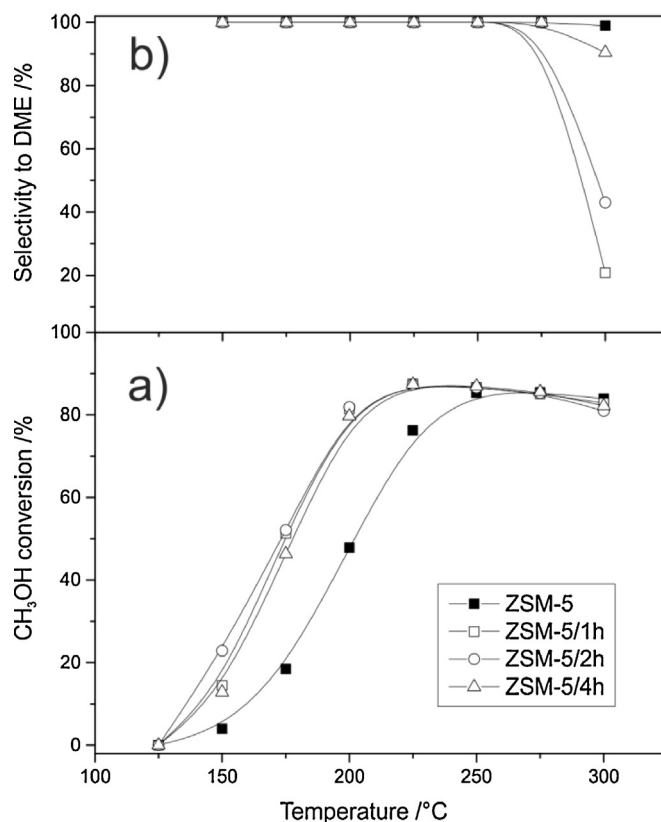 100
80
60
40
20
Selectivity to DME /%
b)
100
80
60
40
20
0
CH₃OH conversion /%
a)
ZSM-5
ZSM-5/1h
ZSM-5/2h
ZSM-5/4h
100 150 200 250 300
Temperature /°C